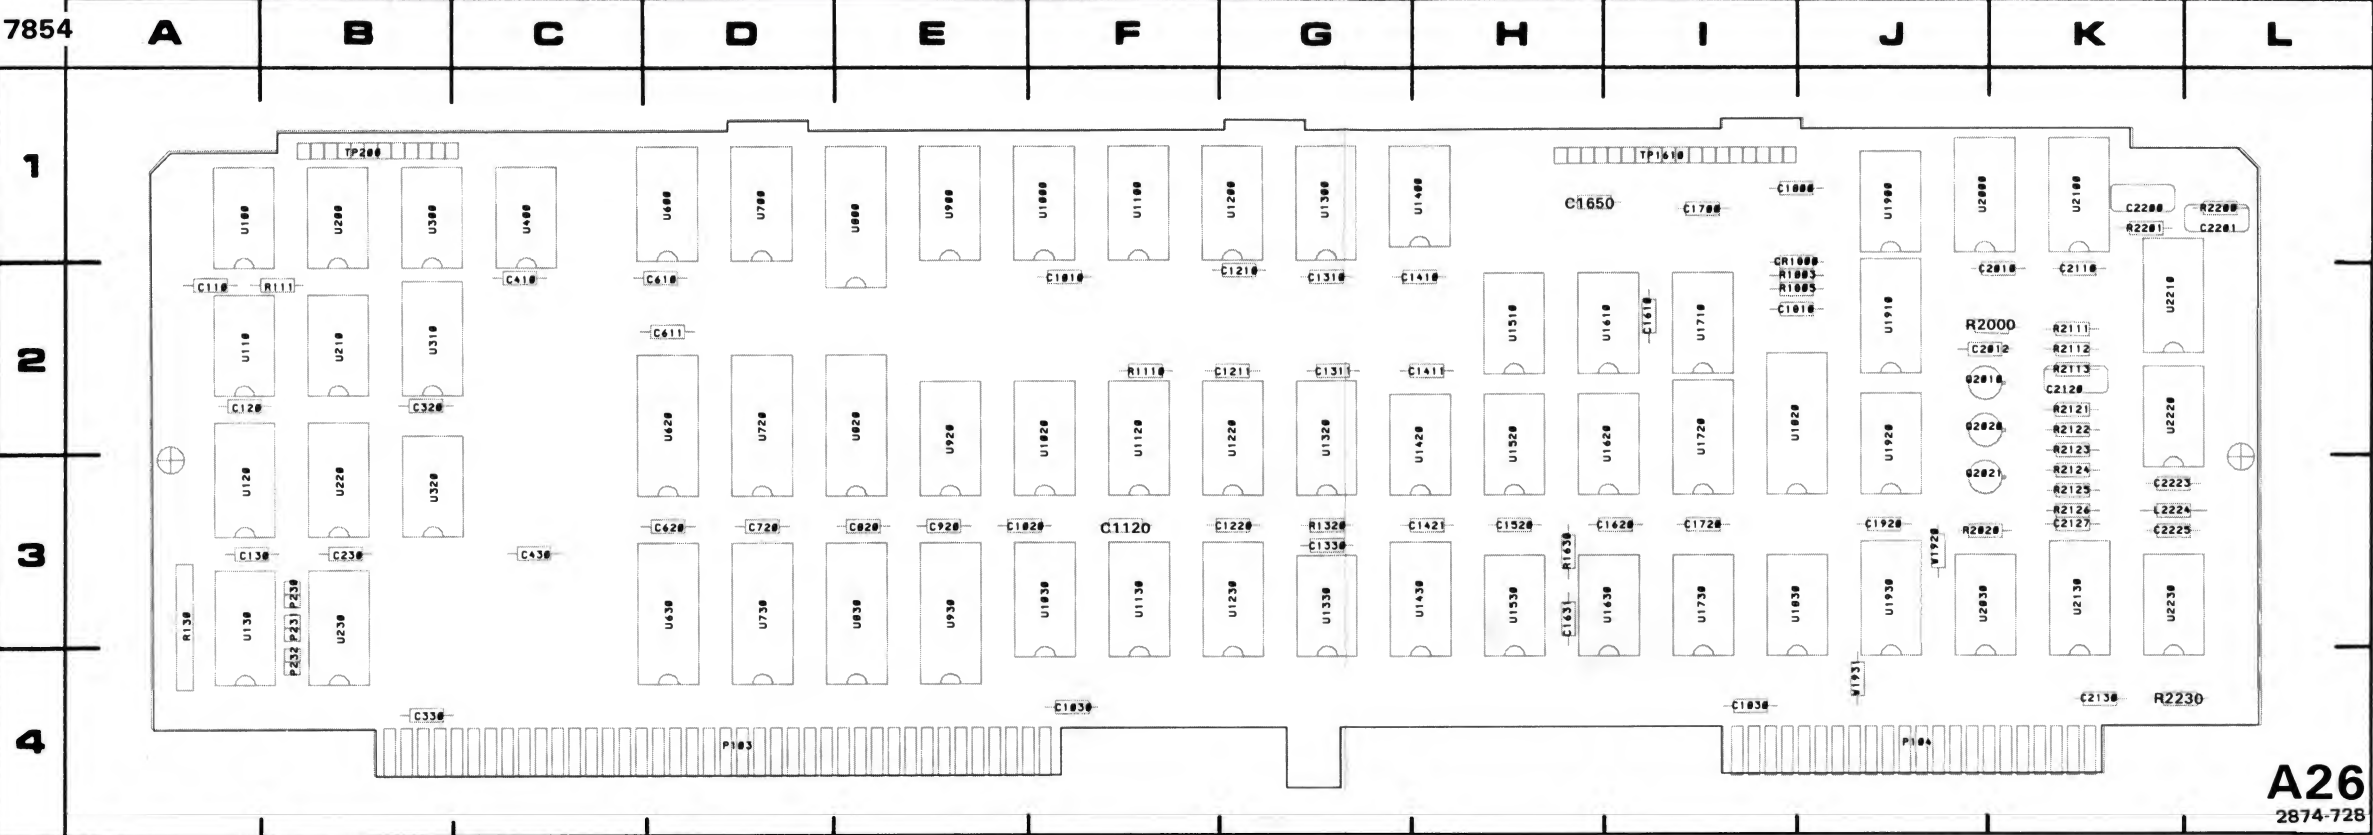 7854
A B C D E F G H I J K L
1
TP200 TP1610
C1800
U100 U200 U300 U400 U600 U700 U800 U900 U1000 U1100 U1200 U1300 U1400 C1650 C1700 U1900 U2000 U2100 C2200 R2200
R2201 C2201
CR1800
C110 R111 C410 C610 C1010 C1210 C1310 C1410 R1803 C2010 C2110
R1805
C1810
2
U110 U210 U310 C611 U1510 U1610 C1610 U1710 U1910 R2000 R2111 U2210
C2012 R2112
R1110 C1211 C1311 C1411 Q2010 R2113
C2120
C120 C320 R2121
U620 U720 U820 U920 U1020 U1120 U1220 U1320 U1420 U1520 U1620 U1720 U1820 U1920 Q2020 R2122 U2220
R2123
U120 U220 U320 Q2021 R2124
R2125 C2223
R2126 L2224
C620 C720 C820 C920 C1020 C1120 C1220 R1320 C1421 C1520 C1620 C1720 C1920 R2020 C2127 C2225
3
C130 C230 C430 C1330 R1630 W1920
R130 U130 P230 P231 P232 U230 U630 U730 U830 U930 U1030 U1130 U1230 U1330 U1430 U1530 C1631 U1630 U1730 U1830 U1930 U2030 U2130 U2230
W1931
C330 C1030 C1830 C2130 R2230
4
P103 P104
A26
2874-728